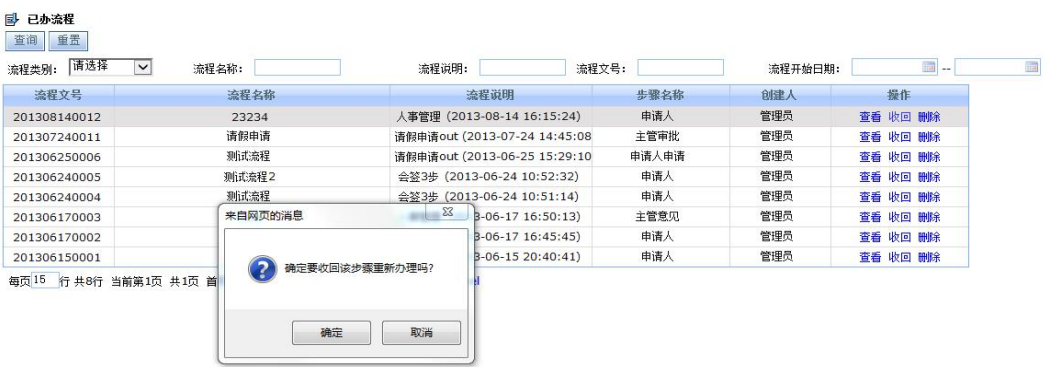 已办流程
查询 重置
流程类别： 请选择 流程名称： 流程说明： 流程文号： 流程开始日期： --
流程文号 流程名称 流程说明 步骤名称 创建人 操作
201308140012 23234 人事管理 (2013-08-14 16:15:24) 申请人 管理员 查看 收回 删除
201307240011 请假申请 请假申请out (2013-07-24 14:45:08 主管审批 管理员 查看 收回 删除
201306250006 测试流程 请假申请out (2013-06-25 15:29:10 申请人申请 管理员 查看 收回 删除
201306240005 测试流程2 会签3步 (2013-06-24 10:52:32) 申请人 管理员 查看 收回 删除
201306240004 测试流程 会签3步 (2013-06-24 10:51:14) 申请人 管理员 查看 收回 删除
201306170003 3-06-17 16:50:13) 主管意见 管理员 查看 收回 删除
201306170002 3-06-17 16:45:45) 申请人 管理员 查看 收回 删除
201306150001 3-06-15 20:40:41) 申请人 管理员 查看 收回 删除
每页 15 行 共8行 当前第1页 共1页 首 el
来自网页的消息
确定要收回该步骤重新办理吗?
确定 取消